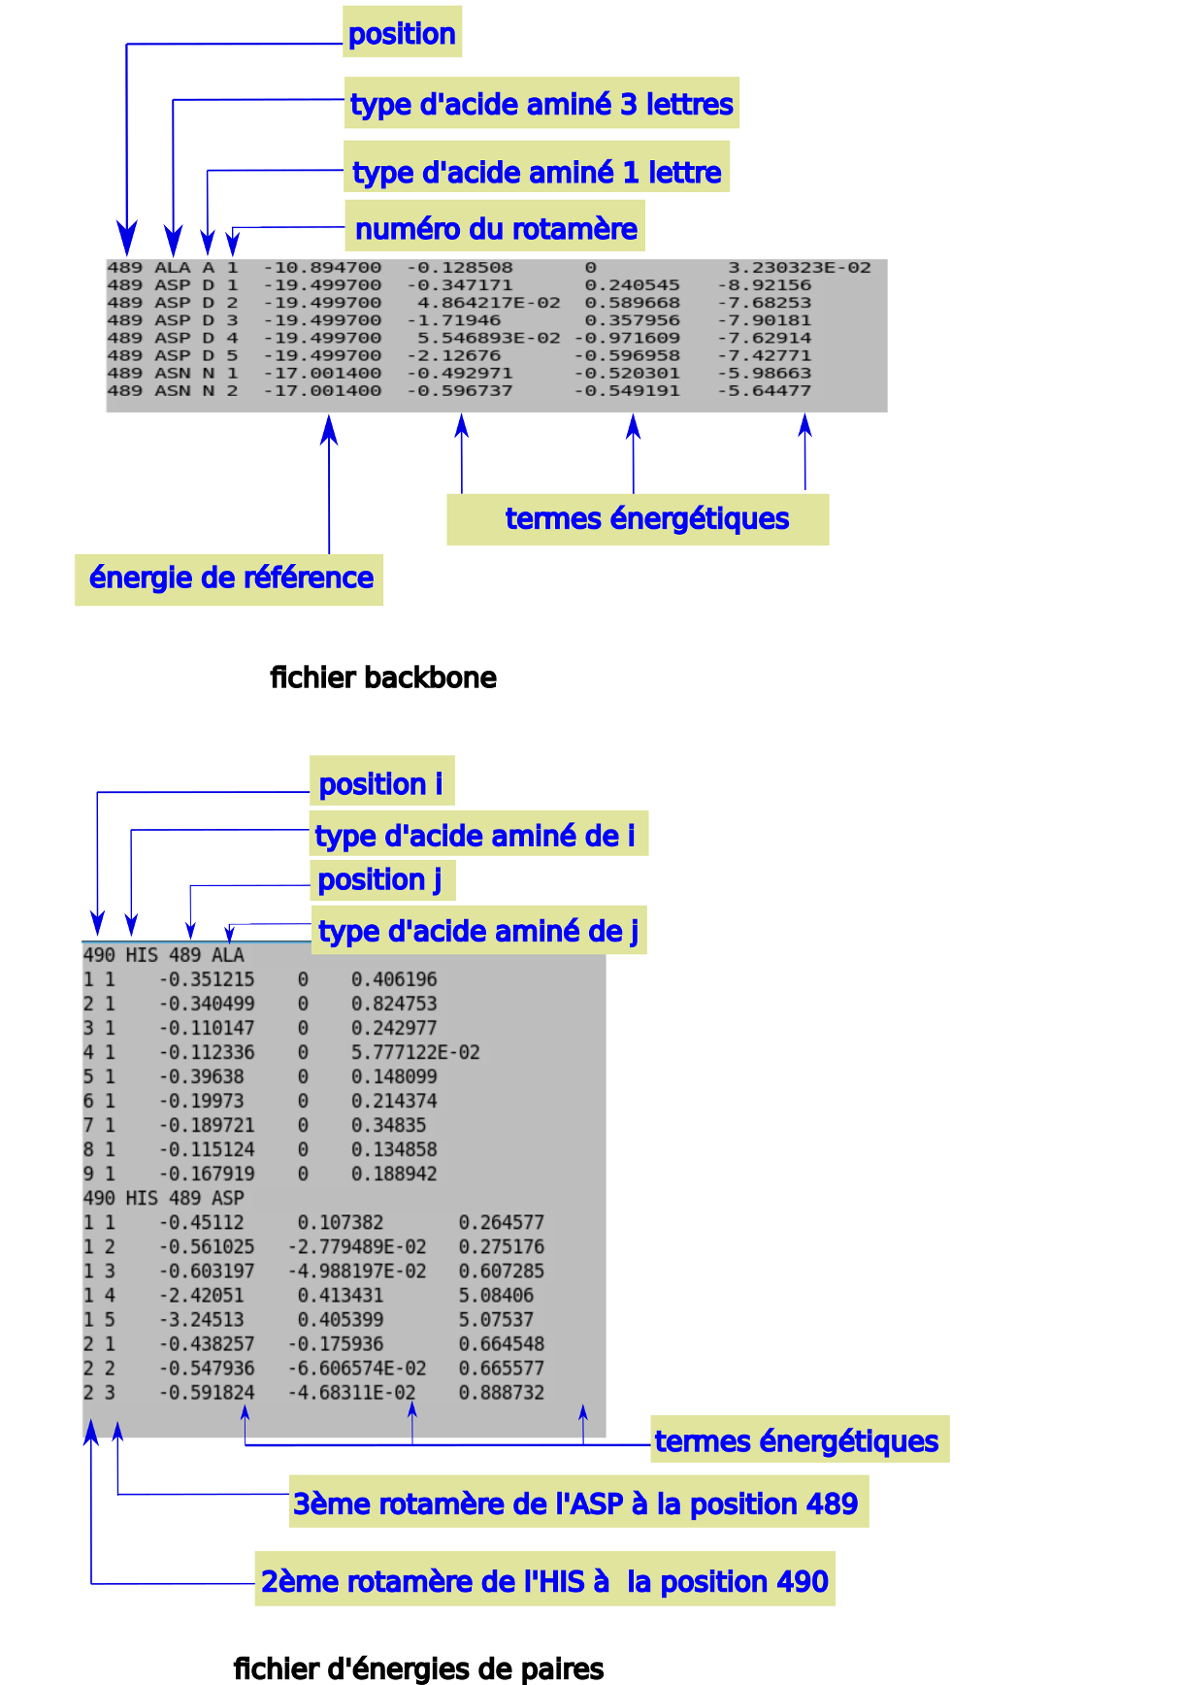 position
type d'acide aminé 3 lettres
type d'acide aminé 1 lettre
numéro du rotamère
489 ALA A 1 -10.894700 -0.128508 0 3.230323E-02
489 ASP D 1 -19.499700 -0.347171 0.240545 -8.92156
489 ASP D 2 -19.499700 4.864217E-02 0.589668 -7.68253
489 ASP D 3 -19.499700 -1.71946 0.357956 -7.90181
489 ASP D 4 -19.499700 5.546893E-02 -0.971609 -7.62914
489 ASP D 5 -19.499700 -2.12676 -0.596958 -7.42771
489 ASN N 1 -17.001400 -0.492971 -0.520301 -5.98663
489 ASN N 2 -17.001400 -0.596737 -0.549191 -5.64477
termes énergétiques
énergie de référence
fichier backbone
position i
type d'acide aminé de i
position j
type d'acide aminé de j
490 HIS 489 ALA
1 1 -0.351215 0 0.406196
2 1 -0.340499 0 0.824753
3 1 -0.110147 0 0.242977
4 1 -0.112336 0 5.777122E-02
5 1 -0.39638 0 0.148099
6 1 -0.19973 0 0.214374
7 1 -0.189721 0 0.34835
8 1 -0.115124 0 0.134858
9 1 -0.167919 0 0.188942
490 HIS 489 ASP
1 1 -0.45112 0.107382 0.264577
1 2 -0.561025 -2.779489E-02 0.275176
1 3 -0.603197 -4.988197E-02 0.607285
1 4 -2.42051 0.413431 5.08406
1 5 -3.24513 0.405399 5.07537
2 1 -0.438257 -0.175936 0.664548
2 2 -0.547936 -6.606574E-02 0.665577
2 3 -0.591824 -4.68311E-02 0.888732
termes énergétiques
3ème rotamère de l'ASP à la position 489
2ème rotamère de l'HIS à la position 490
fichier d'énergies de paires